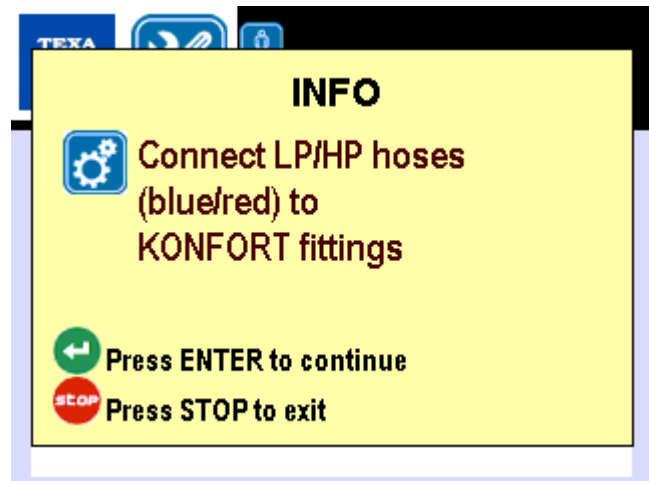 TEXA
INFO
Connect LP/HP hoses
(blue/red) to
KONFORT fittings
Press ENTER to continue
stop Press STOP to exit